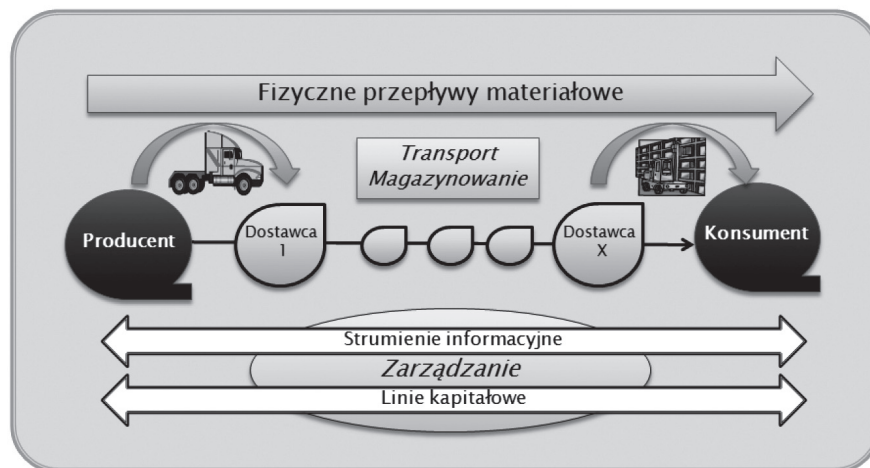 Fizyczne przepływy materiałowe
Transport
Magazynowanie
Producent
Dostawca
1
Dostawca
X
Konsument
Strumienie informacyjne
Zarządzanie
Linie kapitałowe